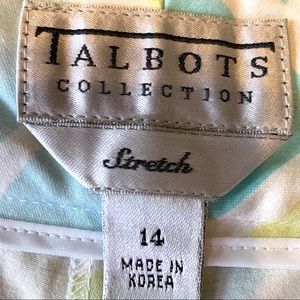 TALBOTS
COLLECTION
Stretch
14
MADE IN
KOREA